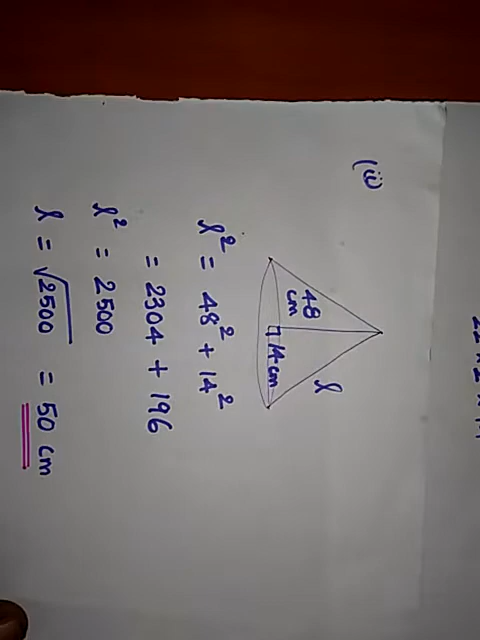 (ii)
48 cm
14 cm
l
l² = 48² + 14²
= 2304 + 196
l² = 2500
l = √2500 = 50 cm